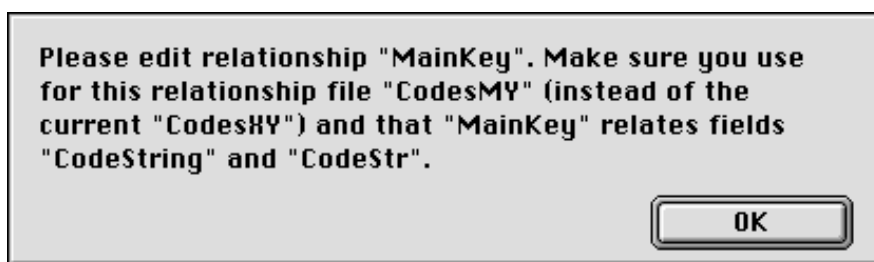 Please edit relationship "MainKey". Make sure you use
for this relationship file "CodesMY" (instead of the
current "CodesXY") and that "MainKey" relates fields
"CodeString" and "CodeStr".
OK